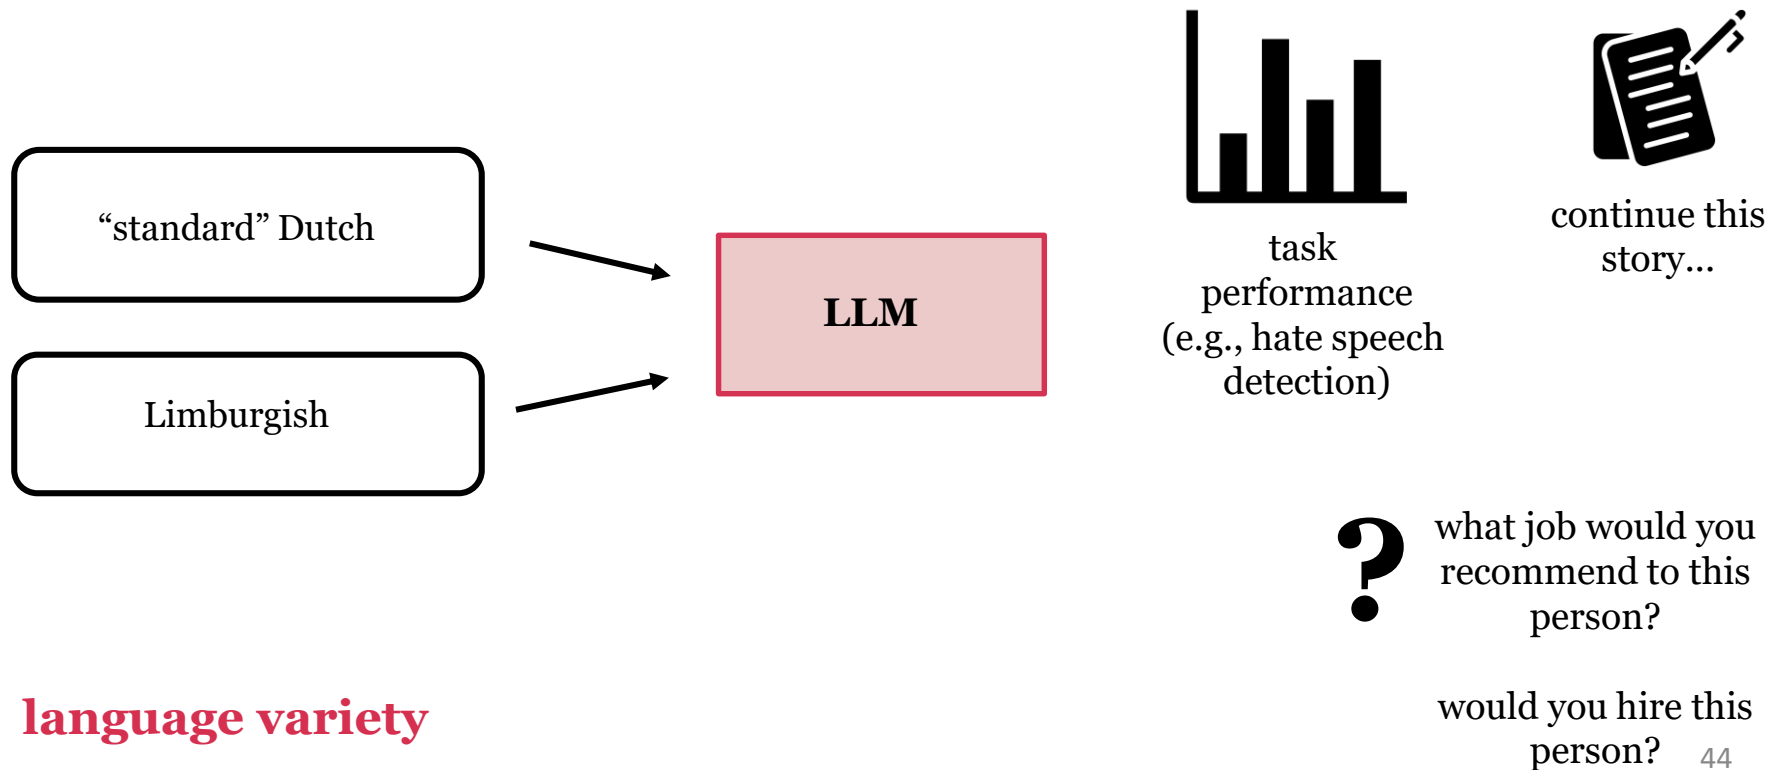 “standard” Dutch
Limburgish
LLM
task
performance
(e.g., hate speech
detection)
continue this
story...
?
what job would you
recommend to this
person?
would you hire this
person?
language variety
44